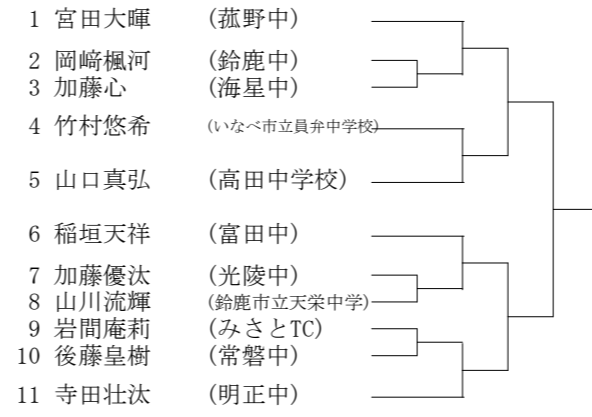 1 宮田大暉 (菰野中)
2 岡﨑楓河 (鈴鹿中)
3 加藤心 (海星中)
4 竹村悠希 (いなべ市立員弁中学校)
5 山口真弘 (高田中学校)
6 稲垣天祥 (富田中)
7 加藤優汰 (光陵中)
8 山川流輝 (鈴鹿市立天栄中学)
9 岩間庵莉 (みさとTC)
10 後藤皇樹 (常磐中)
11 寺田壮汰 (明正中)